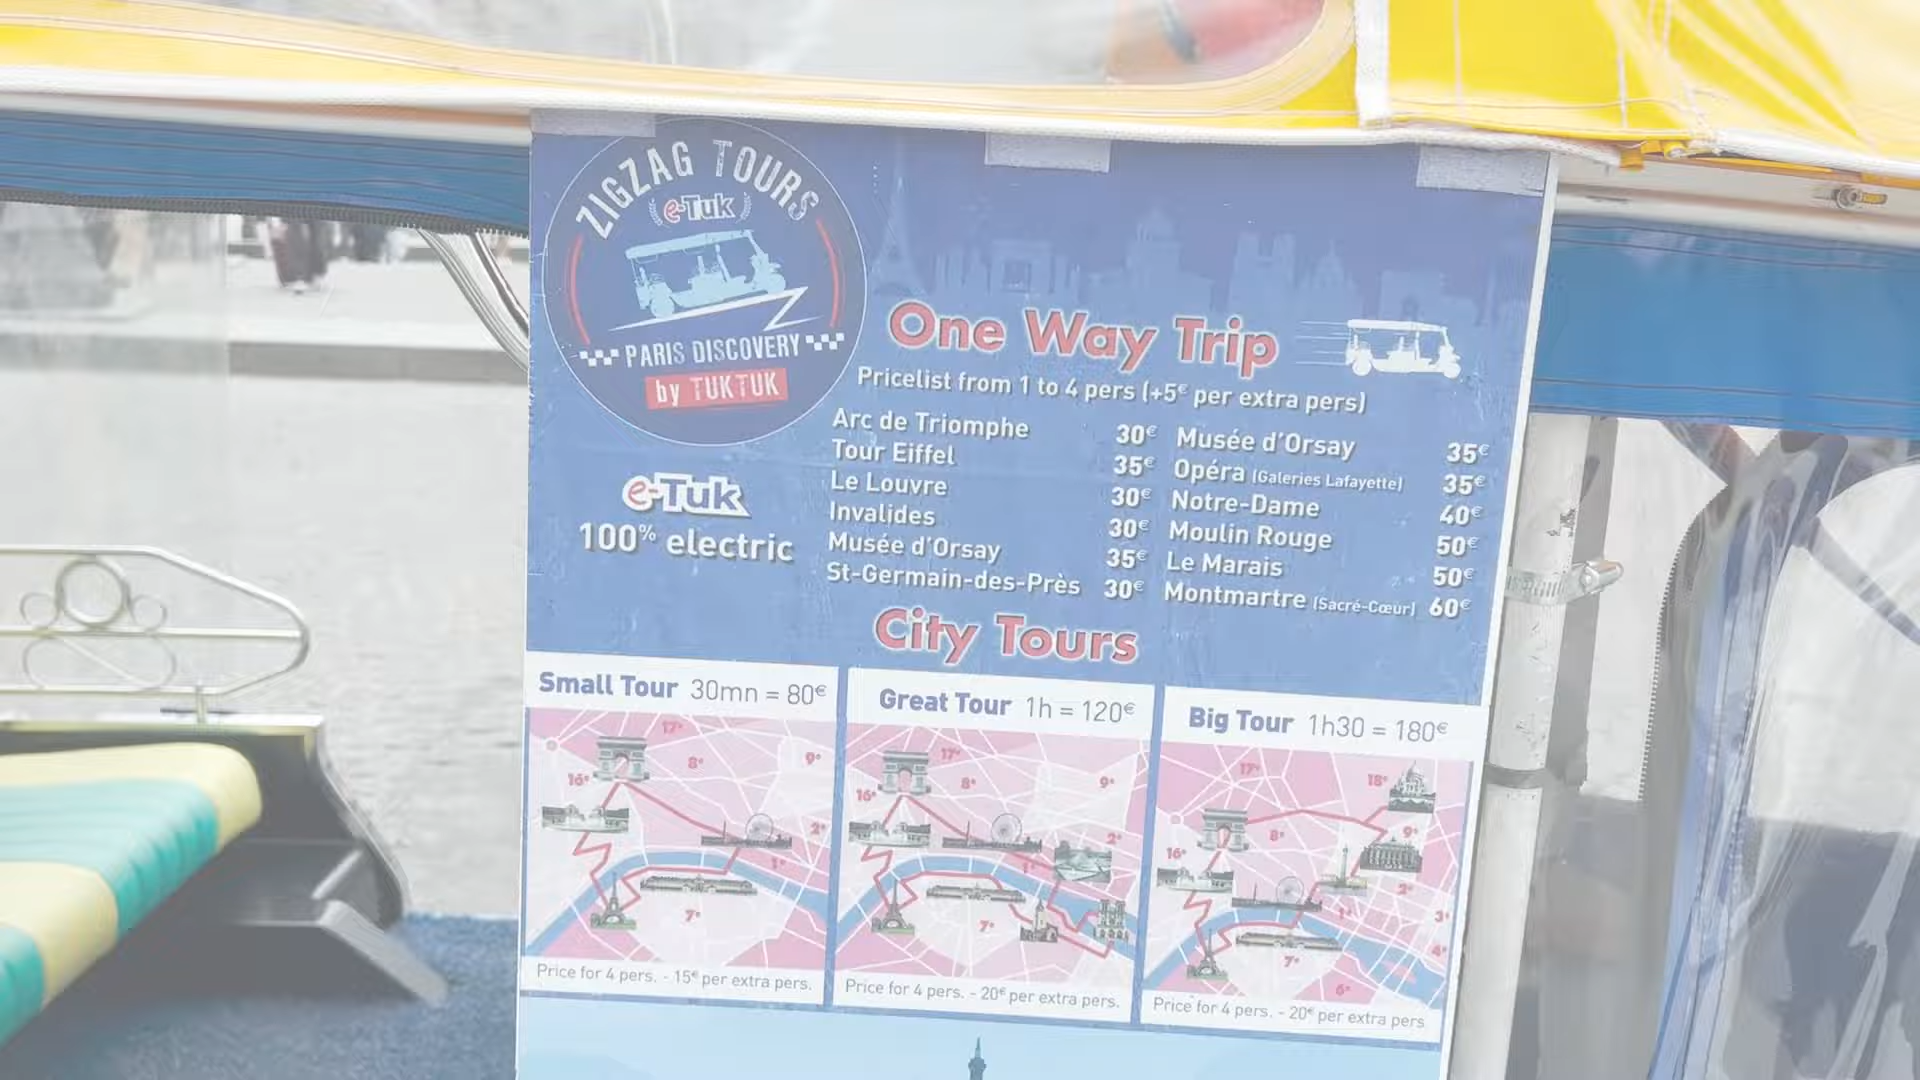 ZIGZAG TOURS
e-Tuk
PARIS DISCOVERY
by TUKTUK
e-Tuk
100% electric
One Way Trip
Pricelist from 1 to 4 pers (+5€ per extra pers)
Arc de Triomphe 30€
Tour Eiffel 35€
Le Louvre 30€
Invalides 30€
Musée d'Orsay 35€
St-Germain-des-Près 30€
Musée d'Orsay 35€
Opéra (Galeries Lafayette) 35€
Notre-Dame 40€
Moulin Rouge 50€
Le Marais 50€
Montmartre (Sacré-Cœur) 60€
City Tours
Small Tour 30mn = 80€
17e
8e
9e
16e
2e
1e
7e
Price for 4 pers. - 15€ per extra pers.
Great Tour 1h = 120€
17e
8e
9e
16e
2e
1e
7e
Price for 4 pers. - 20€ per extra pers.
Big Tour 1h30 = 180€
17e
18e
8e
9e
16e
2e
1e
3e
4e
7e
6e
Price for 4 pers. - 20€ per extra pers